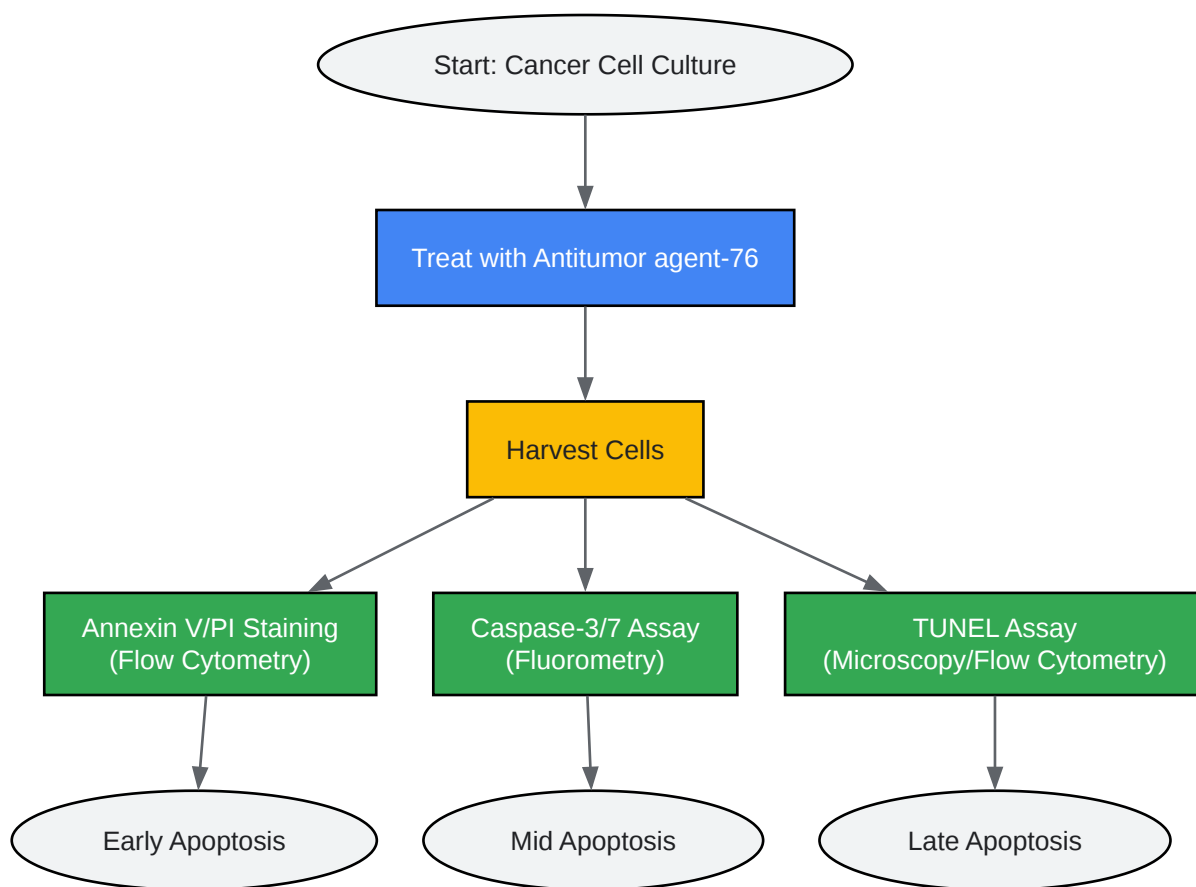 Start: Cancer Cell Culture
Treat with Antitumor agent-76
Harvest Cells
Annexin V/PI Staining
(Flow Cytometry)
Caspase-3/7 Assay
(Fluorometry)
TUNEL Assay
(Microscopy/Flow Cytometry)
Early Apoptosis
Mid Apoptosis
Late Apoptosis